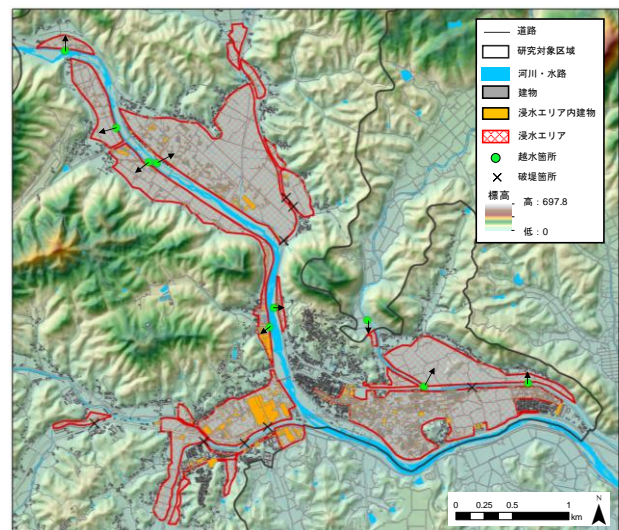 道路
研究対象区域
河川・水路
建物
浸水エリア内建物
浸水エリア
越水箇所
破堤箇所
標高
高:697.8
低:0
N
0 0.25 0.5 1
km